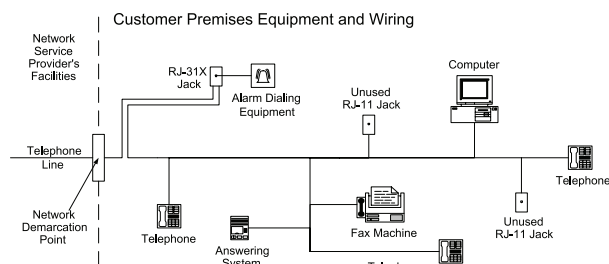 Customer Premises Equipment and Wiring
Network
Service
Provider's
Facilities
RJ-31X
Jack
Alarm Dialing
Equipment
Unused
RJ-11 Jack
Computer
Telephone
Line
Network
Demarcation
Point
Telephone
Answering
System
Fax Machine
Unused
RJ-11 Jack
Telephone